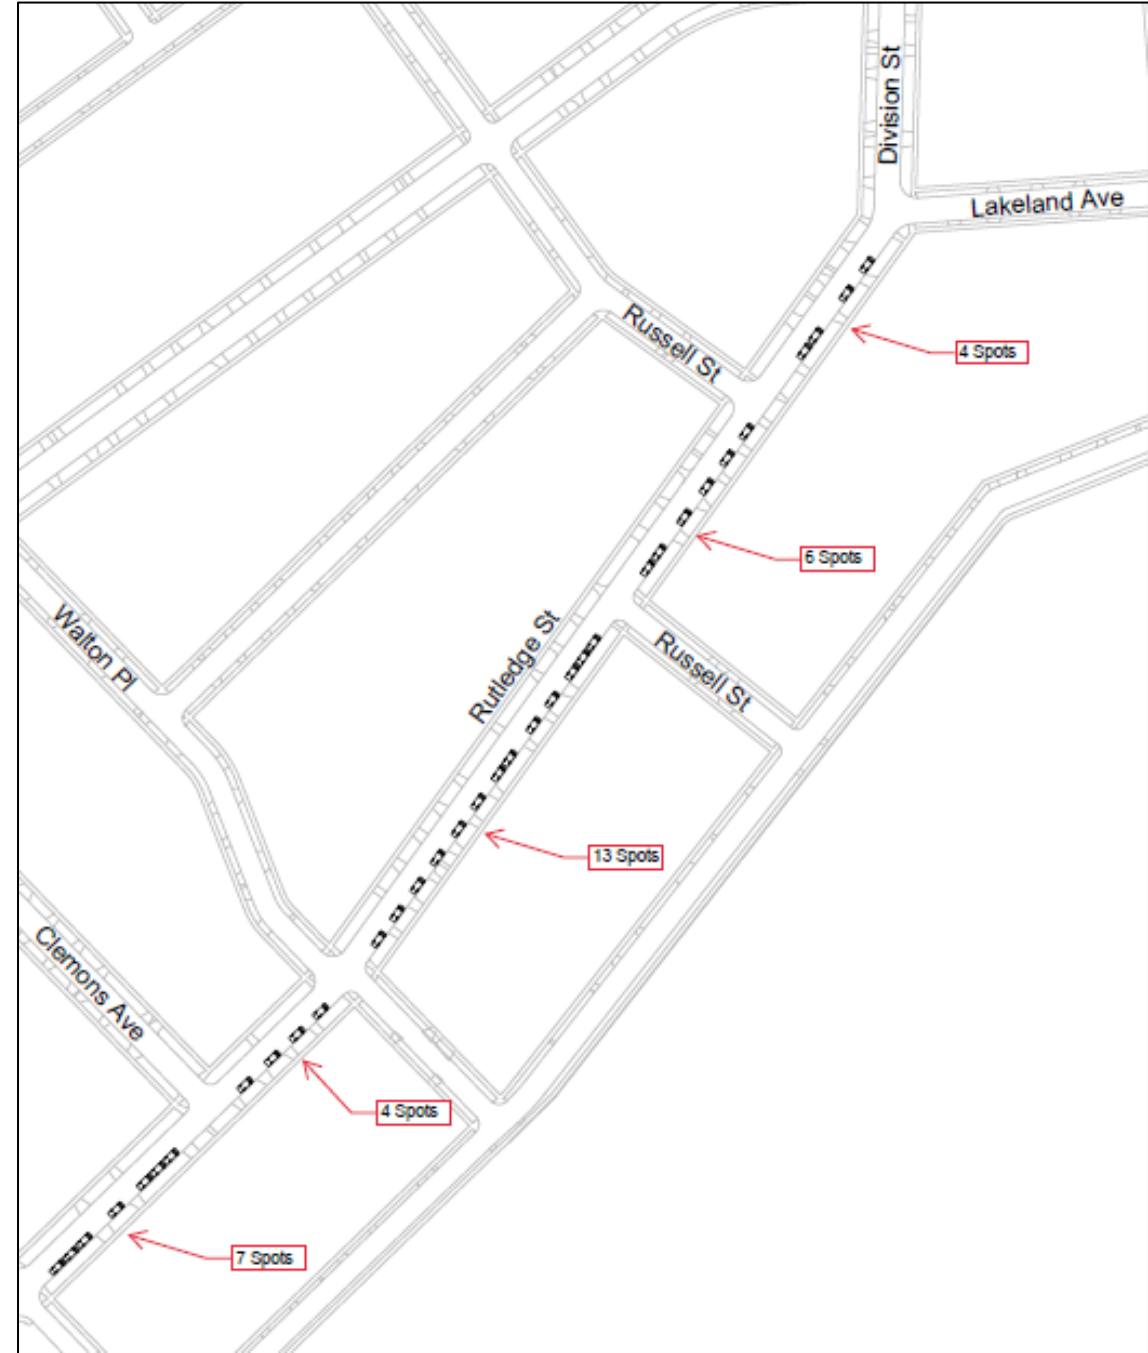 Division St
Lakeland Ave
Russell St
4 Spots
6 Spots
Walton Pl
Rutledge St
Russell St
13 Spots
Clemons Ave
4 Spots
7 Spots